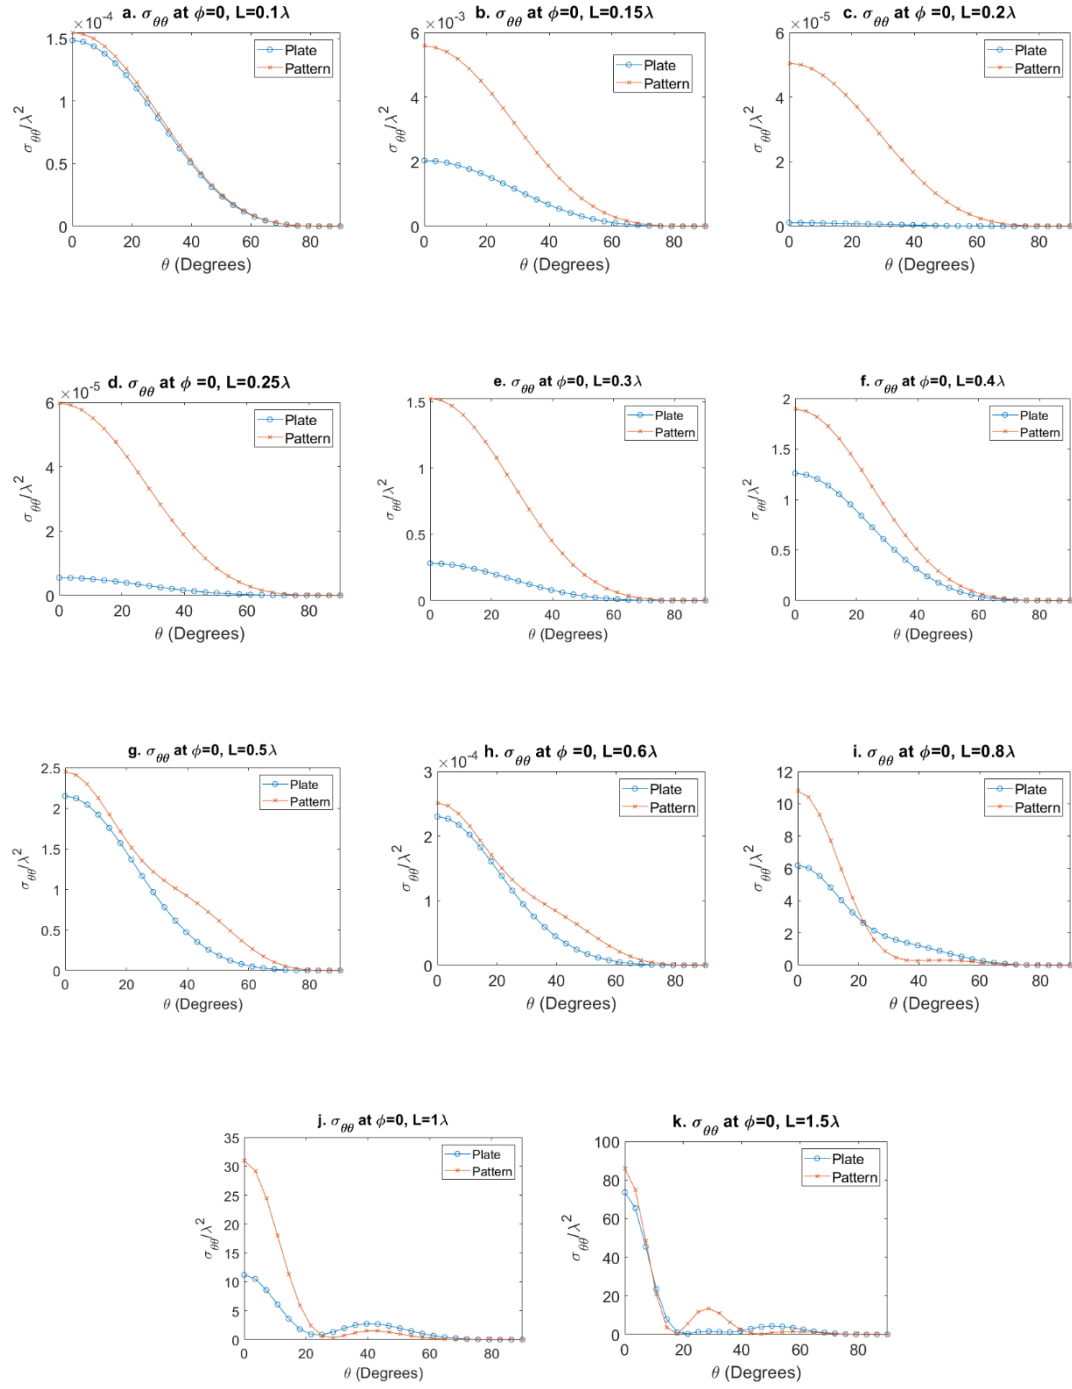 a. σθθ at ϕ=0, L=0.1λ
×10⁻⁴
1.5
1
0.5
0
σθθ/λ²
Plate
Pattern
0 20 40 60 80
θ (Degrees)
b. σθθ at ϕ=0, L=0.15λ
×10⁻³
6
4
2
0
σθθ/λ²
Plate
Pattern
0 20 40 60 80
θ (Degrees)
c. σθθ at ϕ =0, L=0.2λ
×10⁻⁵
6
4
2
0
σθθ/λ²
Plate
Pattern
0 20 40 60 80
θ (Degrees)
d. σθθ at ϕ =0, L=0.25λ
×10⁻⁵
6
4
2
0
σθθ/λ²
Plate
Pattern
0 20 40 60 80
θ (Degrees)
e. σθθ at ϕ=0, L=0.3λ
1.5
1
0.5
0
σθθ/λ²
Plate
Pattern
0 20 40 60 80
θ (Degrees)
f. σθθ at ϕ=0, L=0.4λ
2
1.5
1
0.5
0
σθθ/λ²
Plate
Pattern
0 20 40 60 80
θ (Degrees)
g. σθθ at ϕ=0, L=0.5λ
2.5
2
1.5
1
0.5
0
σθθ/λ²
Plate
Pattern
0 20 40 60 80
θ (Degrees)
h. σθθ at ϕ =0, L=0.6λ
×10⁻⁴
3
2
1
0
σθθ/λ²
Plate
Pattern
0 20 40 60 80
θ (Degrees)
i. σθθ at ϕ=0, L=0.8λ
12
10
8
6
4
2
0
σθθ/λ²
Plate
Pattern
0 20 40 60 80
θ (Degrees)
j. σθθ at ϕ=0, L=1λ
35
30
25
20
15
10
5
0
σθθ/λ²
Plate
Pattern
0 20 40 60 80
θ (Degrees)
k. σθθ at ϕ=0, L=1.5λ
100
80
60
40
20
0
σθθ/λ²
Plate
Pattern
0 20 40 60 80
θ (Degrees)